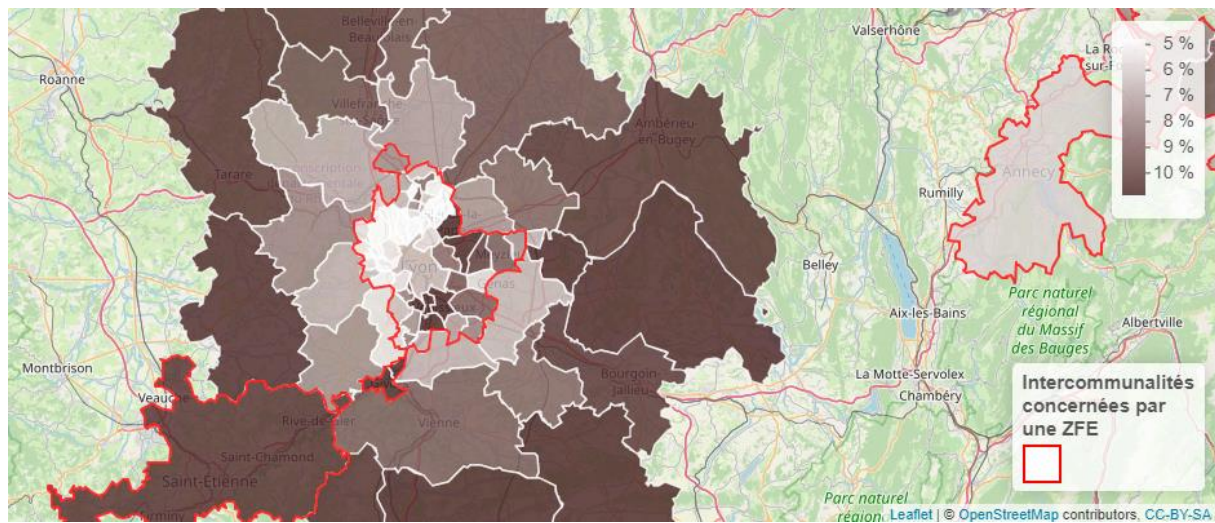 Belleville-en-
Beaujolais
Valserhône
La Ro
sur-Fo
Roanne
Villefranche-
Ambérieu-
en-Bugey
Tarare
Annecy
Rumilly
5 %
6 %
7 %
8 %
9 %
10 %
Lyon
Meyzieu
Genas
Belley
Aix-les-Bains
Parc naturel
régional
du Massif
des Bauges
Albertville
Montbrison
Veauche
Bourgoin-
Jallieu
La Motte-Servolex
Chambéry
Rive-de-Gier
Vienne
Saint-Chamond
Saint-Étienne
Firminy
Intercommunalités
concernées par
une ZFE
Parc naturel
région
Leaflet | © OpenStreetMap contributors, CC-BY-SA